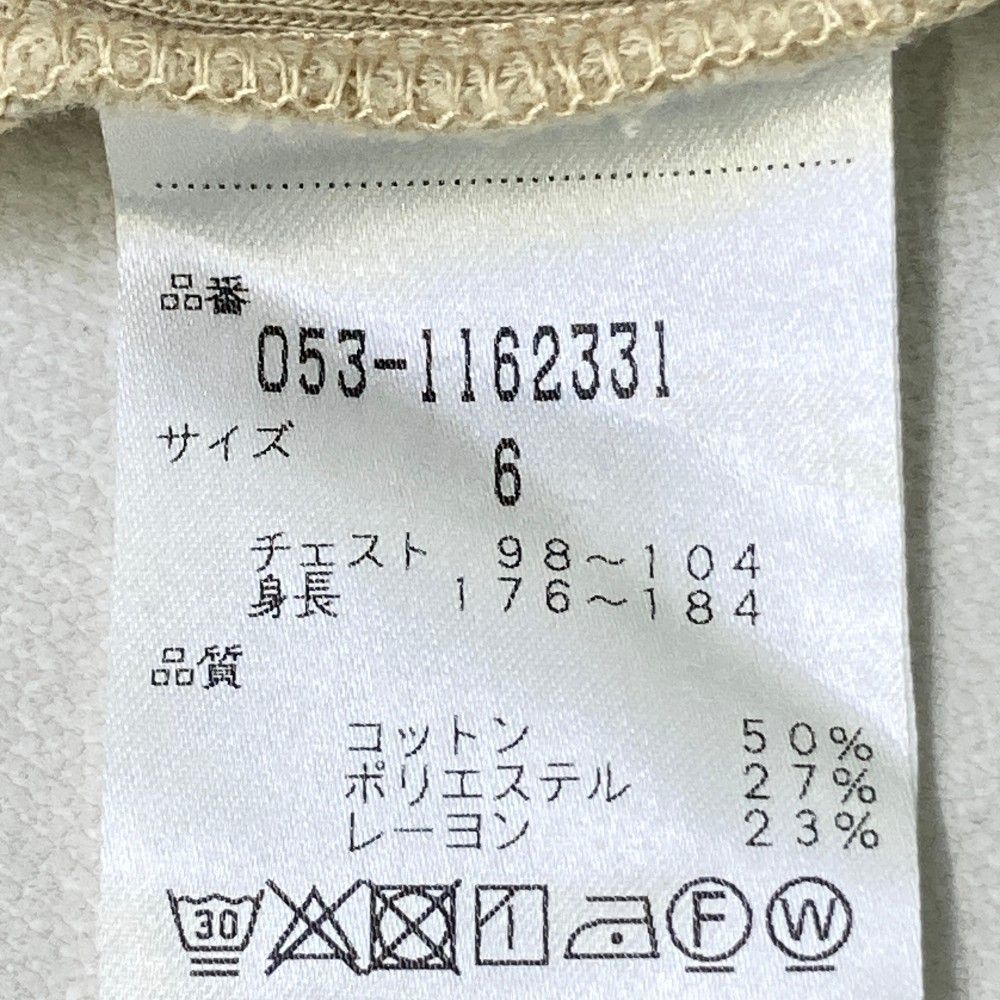 品番
053-1162331
サイズ
6
チェスト 98〜104
身長 176〜184
品質
コットン 50%
ポリエステル 27%
レーヨン 23%
30 F W